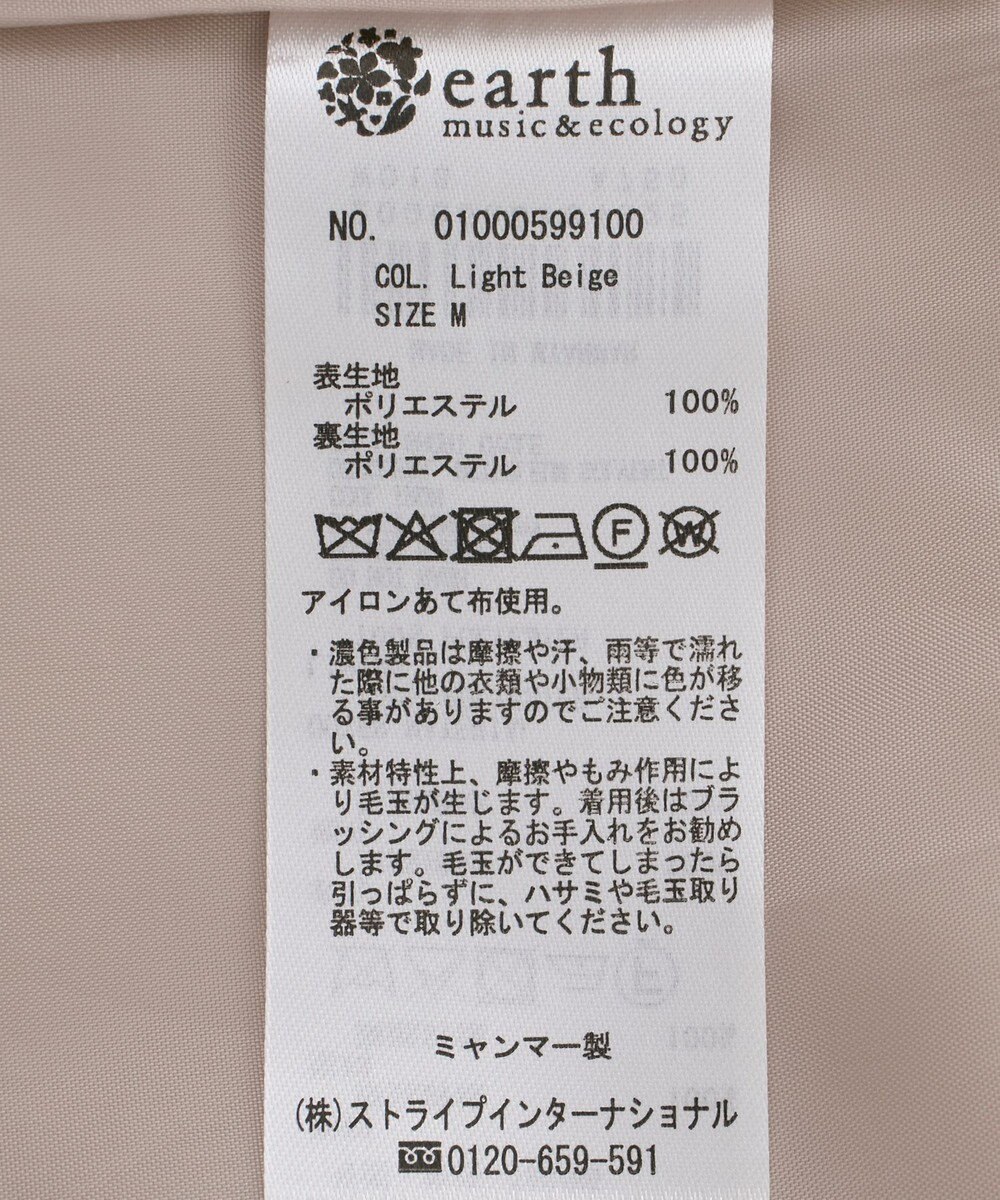 earth
music&ecology
NO. 01000599100
COL. Light Beige
SIZE M
表生地
ポリエステル 100%
裏生地
ポリエステル 100%
F W
アイロンあて布使用。
・濃色製品は摩擦や汗、雨等で濡れ
た際に他の衣類や小物類に色が移
る事がありますのでご注意くださ
い。
・素材特性上、摩擦やもみ作用によ
り毛玉が生じます。着用後はブラ
ッシングによるお手入れをお勧め
します。毛玉ができてしまったら
引っぱらずに、ハサミや毛玉取り
器等で取り除いてください。
ミャンマー製
(株)ストライプインターナショナル
0120-659-591